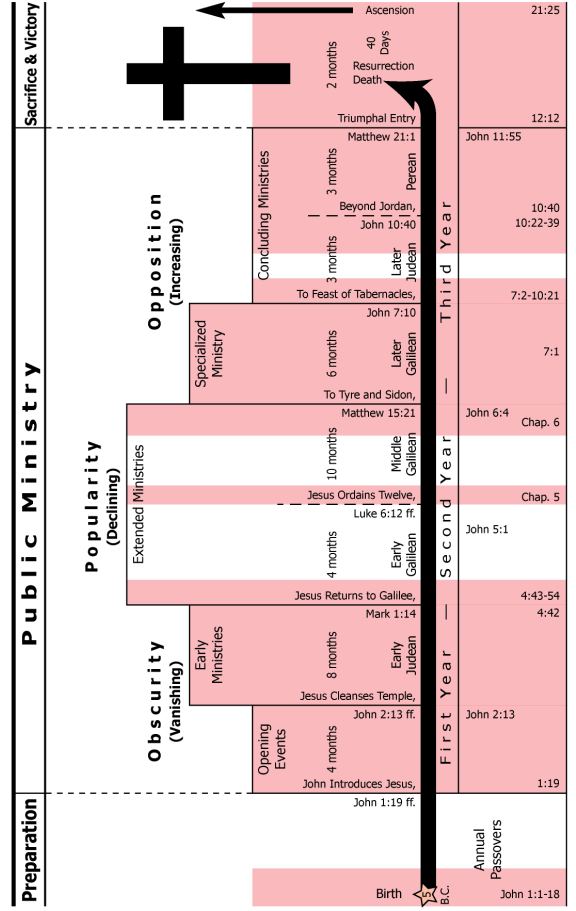 Sacrifice & Victory
Public Ministry
Preparation
Opposition
(Increasing)
Popularity
(Declining)
Obscurity
(Vanishing)
Concluding Ministries
Specialized
Ministry
Extended Ministries
Early
Ministries
Opening
Events
Ascension
40
Days
2 months
Resurrection
Death
Triumphal Entry
Matthew 21:1
3 months
Perean
Beyond Jordan,
John 10:40
3 months
Later
Judean
To Feast of Tabernacles,
John 7:10
6 months
Later
Galilean
To Tyre and Sidon,
Matthew 15:21
10 months
Middle
Galilean
Jesus Ordains Twelve,
Luke 6:12 ff.
4 months
Early
Galilean
Jesus Returns to Galilee,
Mark 1:14
8 months
Early
Judean
Jesus Cleanses Temple,
John 2:13 ff.
4 months
John Introduces Jesus,
John 1:19 ff.
Birth
5
B.C.
First Year — Second Year — Third Year
21:25
12:12
John 11:55
10:40
10:22-39
7:2-10:21
7:1
John 6:4
Chap. 6
Chap. 5
John 5:1
4:43-54
4:42
John 2:13
1:19
Annual
Passovers
John 1:1-18